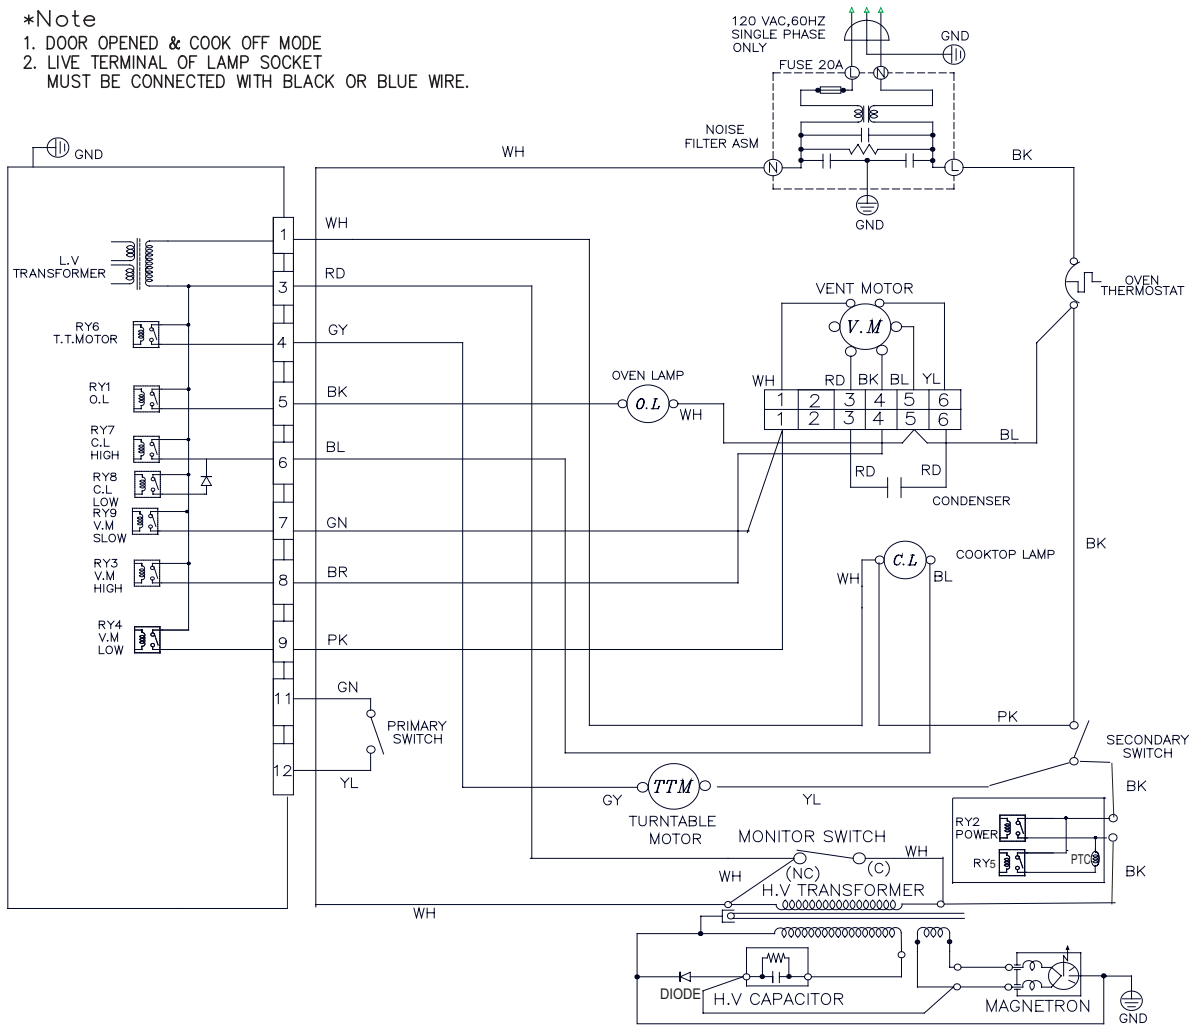 *Note
1. DOOR OPENED & COOK OFF MODE
2. LIVE TERMINAL OF LAMP SOCKET
MUST BE CONNECTED WITH BLACK OR BLUE WIRE.
120 VAC,60HZ
SINGLE PHASE
ONLY
GND
FUSE 20A
L
N
NOISE
FILTER ASM
N
L
GND
WH
BK
GND
L.V
TRANSFORMER
1
WH
3
RD
RY6
T.T.MOTOR
4
GY
RY1
O.L
5
BK
RY7
C.L
HIGH
6
BL
RY8
C.L
LOW
RY9
V.M
SLOW
7
GN
RY3
V.M
HIGH
8
BR
RY4
V.M
LOW
9
PK
11
GN
PRIMARY
SWITCH
12
YL
OVEN
THERMOSTAT
VENT MOTOR
V.M
WH
RD
BK
BL
YL
1 2 3 4 5 6
1 2 3 4 5 6
OVEN LAMP
O.L
WH
BL
RD
RD
CONDENSER
BK
COOKTOP LAMP
C.L
WH
BL
PK
SECONDARY
SWITCH
TTM
GY
YL
TURNTABLE
MOTOR
BK
RY2
POWER
RY5
PTC
BK
MONITOR SWITCH
WH
(NC)
(C)
WH
H.V TRANSFORMER
WH
DIODE
H.V CAPACITOR
MAGNETRON
GND